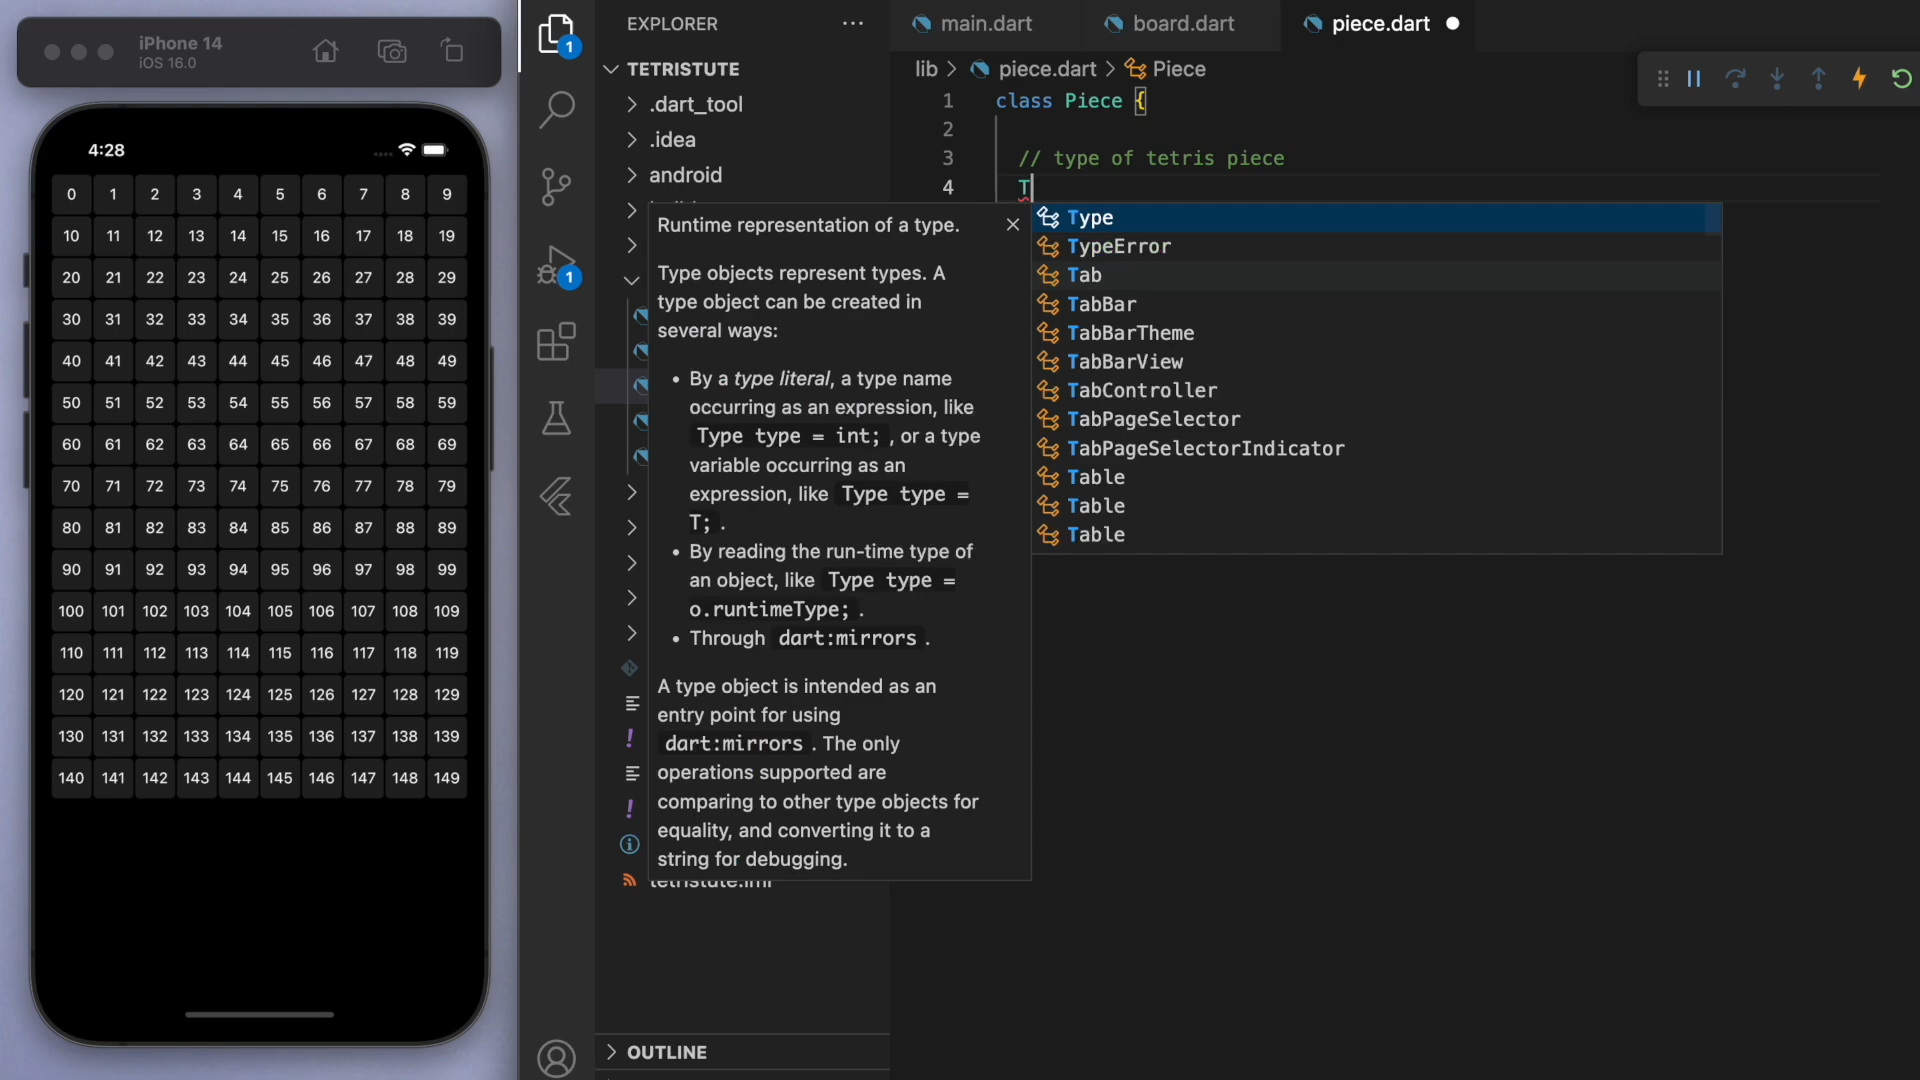 iPhone 14
iOS 16.0
4:28
0 1 2 3 4 5 6 7 8 9
10 11 12 13 14 15 16 17 18 19
20 21 22 23 24 25 26 27 28 29
30 31 32 33 34 35 36 37 38 39
40 41 42 43 44 45 46 47 48 49
50 51 52 53 54 55 56 57 58 59
60 61 62 63 64 65 66 67 68 69
70 71 72 73 74 75 76 77 78 79
80 81 82 83 84 85 86 87 88 89
90 91 92 93 94 95 96 97 98 99
100 101 102 103 104 105 106 107 108 109
110 111 112 113 114 115 116 117 118 119
120 121 122 123 124 125 126 127 128 129
130 131 132 133 134 135 136 137 138 139
140 141 142 143 144 145 146 147 148 149
1
1
EXPLORER
TETRISTUTE
.dart_tool
.idea
android
tetristute.iml
OUTLINE
main.dart board.dart piece.dart
lib > piece.dart > Piece
1 class Piece {
2
3 // type of tetris piece
4 T
Runtime representation of a type.
Type objects represent types. A
type object can be created in
several ways:
• By a type literal, a type name
occurring as an expression, like
Type type = int; , or a type
variable occurring as an
expression, like Type type =
T; .
• By reading the run-time type of
an object, like Type type =
o.runtimeType; .
• Through dart:mirrors .
A type object is intended as an
entry point for using
dart:mirrors . The only
operations supported are
comparing to other type objects for
equality, and converting it to a
string for debugging.
Type
TypeError
Tab
TabBar
TabBarTheme
TabBarView
TabController
TabPageSelector
TabPageSelectorIndicator
Table
Table
Table